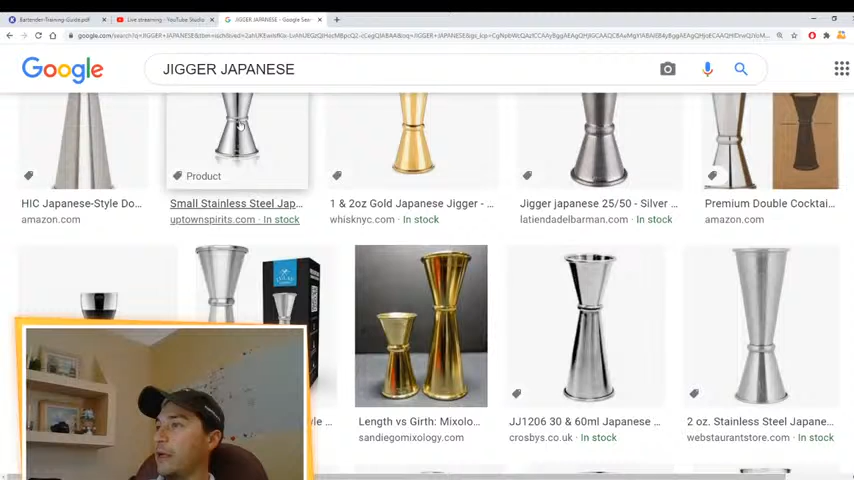 Bartender-Training-Guide.pdf
Live streaming - YouTube Studio
JIGGER JAPANESE - Google Sea
Google
JIGGER JAPANESE
Product
HIC Japanese-Style Do...
Small Stainless Steel Jap...
1 & 2oz Gold Japanese Jigger - ...
Jigger japanese 25/50 - Silver ...
Premium Double Cocktai...
amazon.com
uptownspirits.com · In stock
whisknyc.com · In stock
latiendadelbarman.com · In stock
amazon.com
Length vs Girth: Mixolo...
JJ1206 30 & 60ml Japanese ...
2 oz. Stainless Steel Japane...
sandiegomixology.com
crosbys.co.uk · In stock
webstaurantstore.com · In stock